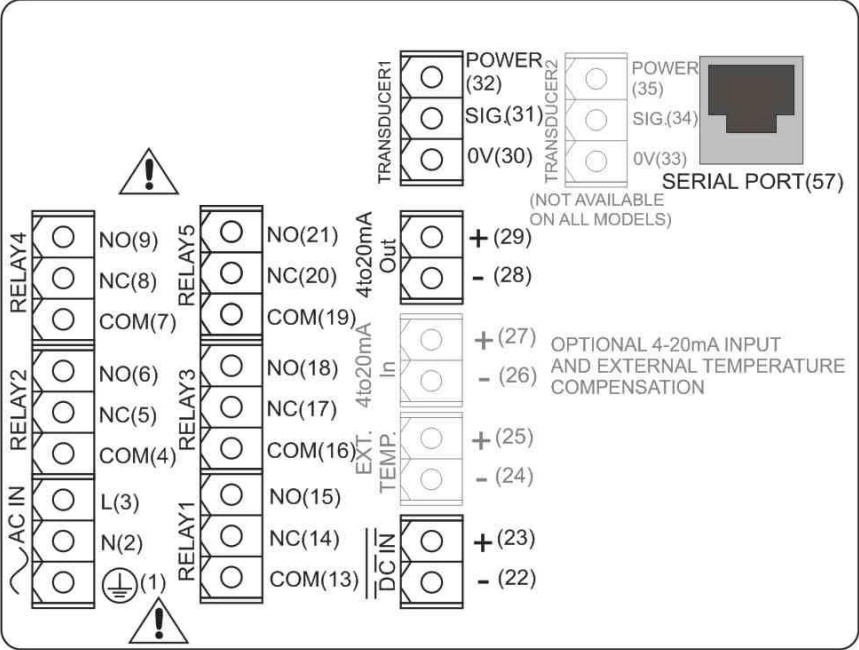 TRANSDUCER1
POWER
(32)
SIG.(31)
0V(30)
TRANSDUCER2
POWER
(35)
SIG.(34)
0V(33)
(NOT AVAILABLE
ON ALL MODELS)
SERIAL PORT(57)
RELAY4
NO(9)
NC(8)
COM(7)
RELAY2
NO(6)
NC(5)
COM(4)
AC IN
L(3)
N(2)
(1)
RELAY5
NO(21)
NC(20)
COM(19)
RELAY3
NO(18)
NC(17)
COM(16)
RELAY1
NO(15)
NC(14)
COM(13)
4to20mA
Out
+ (29)
- (28)
4to20mA
In
+ (27)
- (26)
OPTIONAL 4-20mA INPUT
AND EXTERNAL TEMPERATURE
COMPENSATION
EXT.
TEMP.
+ (25)
- (24)
DC IN
+ (23)
- (22)